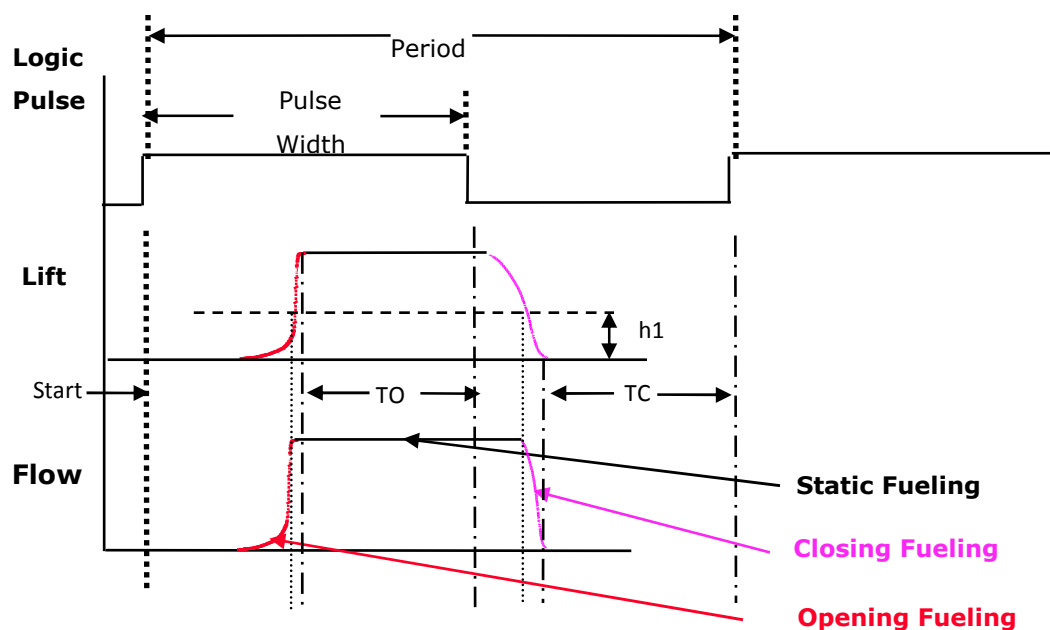 Period
Logic
Pulse
Pulse
Width
Lift
h1
Start
TO
TC
Flow
Static Fueling
Closing Fueling
Opening Fueling